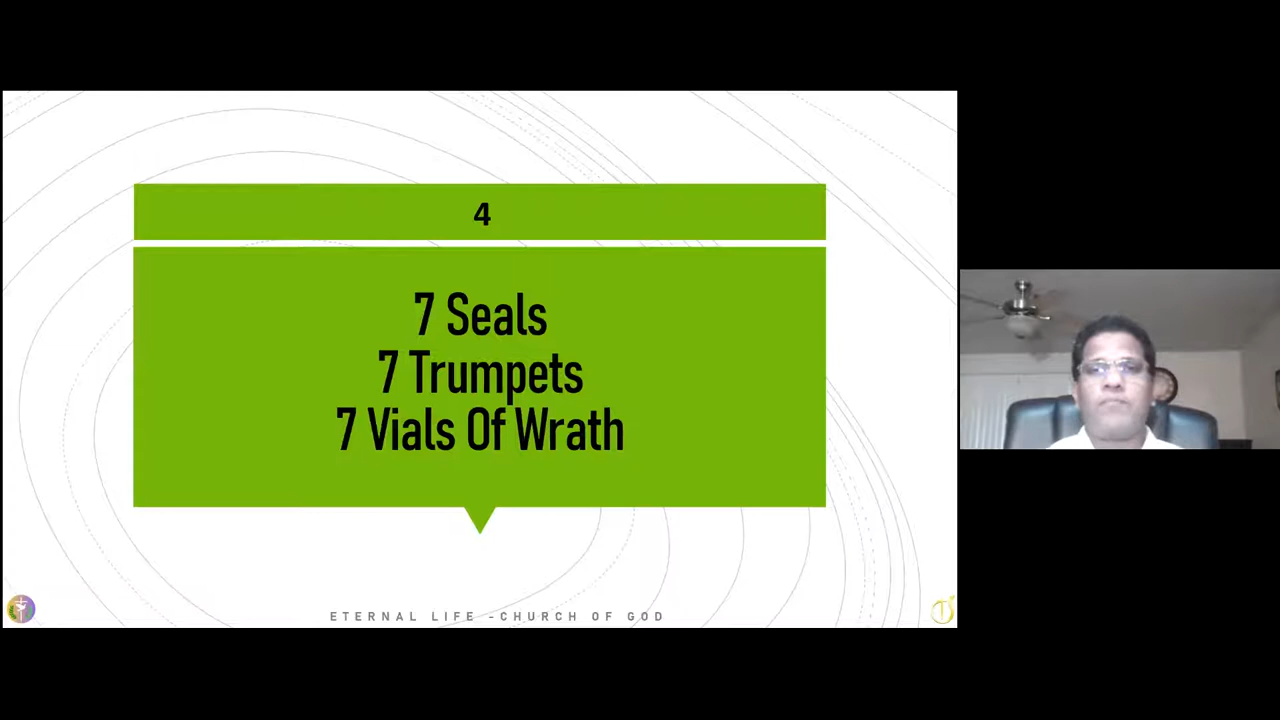 4
7 Seals
7 Trumpets
7 Vials Of Wrath
ETERNAL LIFE -CHURCH OF GOD